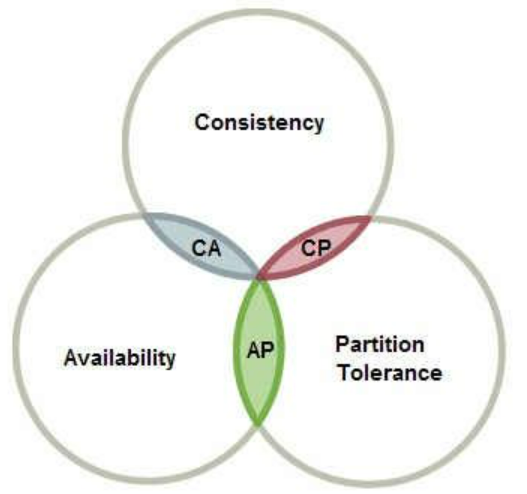 Consistency
CA
CP
Availability
AP
Partition
Tolerance